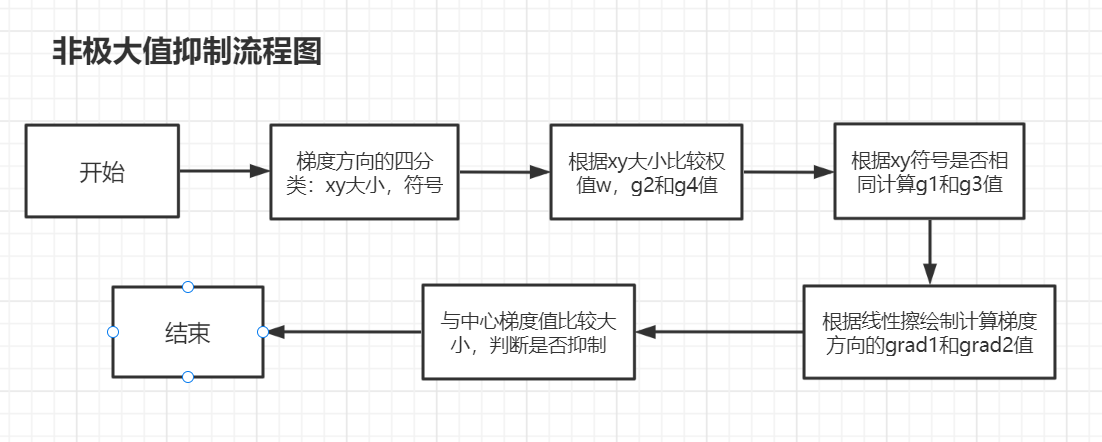 非极大值抑制流程图
开始
梯度方向的四分
类：xy大小，符号
根据xy大小比较权
值w，g2和g4值
根据xy符号是否相
同计算g1和g3值
根据线性擦绘制计算梯度
方向的grad1和grad2值
与中心梯度值比较大
小，判断是否抑制
结束